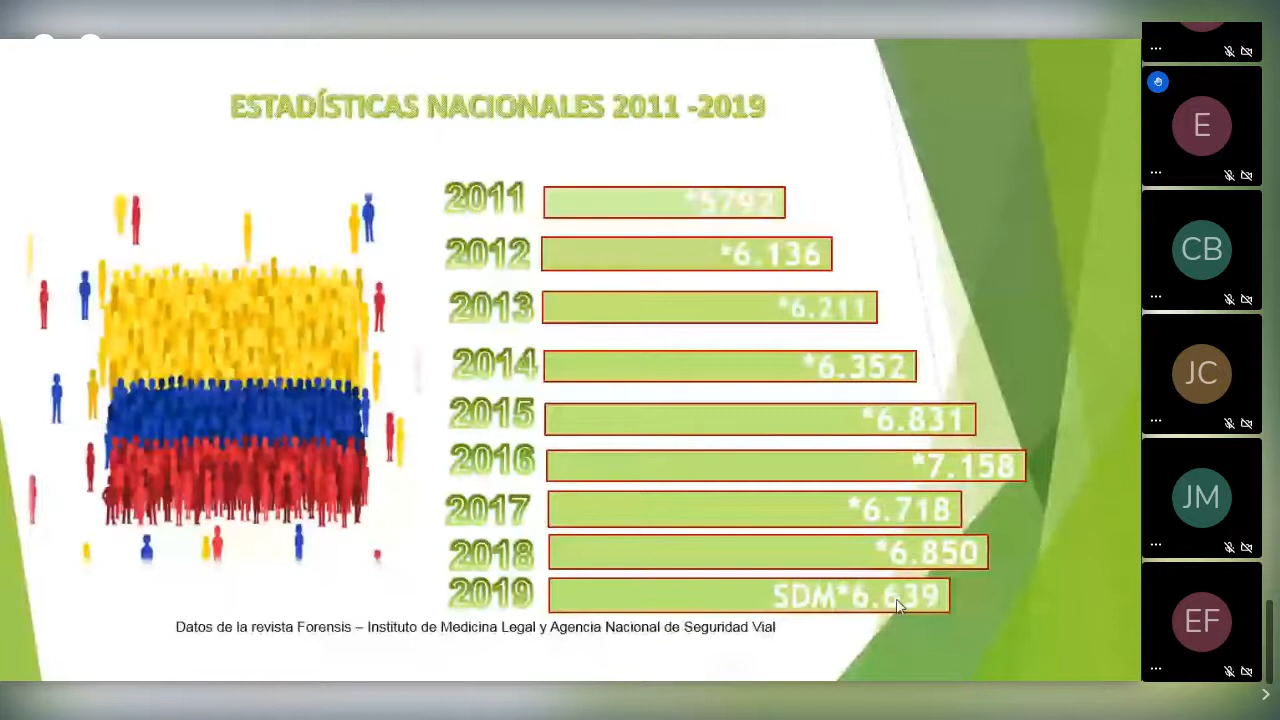 ESTADÍSTICAS NACIONALES 2011 -2019
2011 *5792
2012 *6.136
2013 *6.211
2014 *6.352
2015 *6.831
2016 *7.158
2017 *6.718
2018 *6.850
2019 SDM*6.639
Datos de la revista Forensis – Instituto de Medicina Legal y Agencia Nacional de Seguridad Vial
E
CB
JC
JM
EF